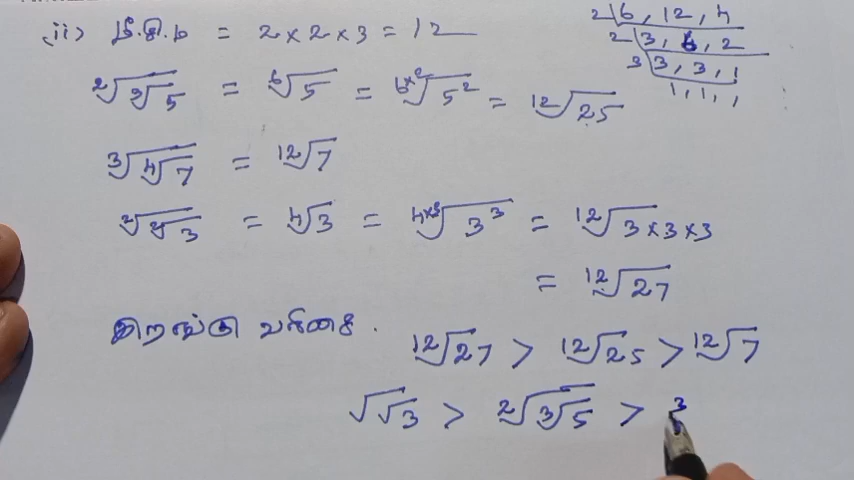 ii) மீ.சி.ம = 2 × 2 × 3 = 12
2 | 6, 12, 4
2 | 3, 6, 2
3 | 3, 3, 1
1, 1, 1
²√³√5 = ⁶√5 = ⁶ˣ²√5² = ¹²√25
³√⁴√7 = ¹²√7
²√²√3 = ⁴√3 = ⁴ˣ³√3³ = ¹²√3×3×3
= ¹²√27
இறங்கு வரிசை.
¹²√27 > ¹²√25 > ¹²√7
√√3 > ²√³√5 > ³